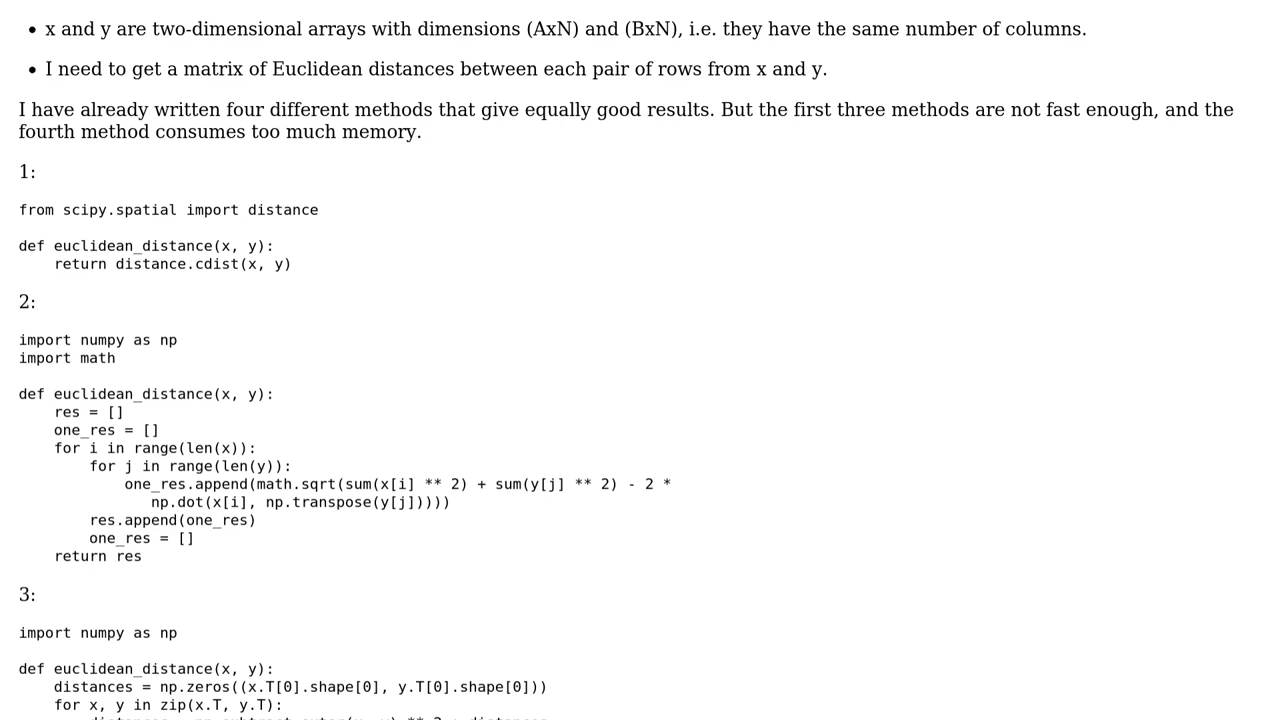 • x and y are two-dimensional arrays with dimensions (AxN) and (BxN), i.e. they have the same number of columns.
• I need to get a matrix of Euclidean distances between each pair of rows from x and y.
I have already written four different methods that give equally good results. But the first three methods are not fast enough, and the
fourth method consumes too much memory.
1:
from scipy.spatial import distance
def euclidean_distance(x, y):
    return distance.cdist(x, y)
2:
import numpy as np
import math
def euclidean_distance(x, y):
    res = []
    one_res = []
    for i in range(len(x)):
        for j in range(len(y)):
            one_res.append(math.sqrt(sum(x[i] ** 2) + sum(y[j] ** 2) - 2 *
               np.dot(x[i], np.transpose(y[j]))))
        res.append(one_res)
        one_res = []
    return res
3:
import numpy as np
def euclidean_distance(x, y):
    distances = np.zeros((x.T[0].shape[0], y.T[0].shape[0]))
    for x, y in zip(x.T, y.T):